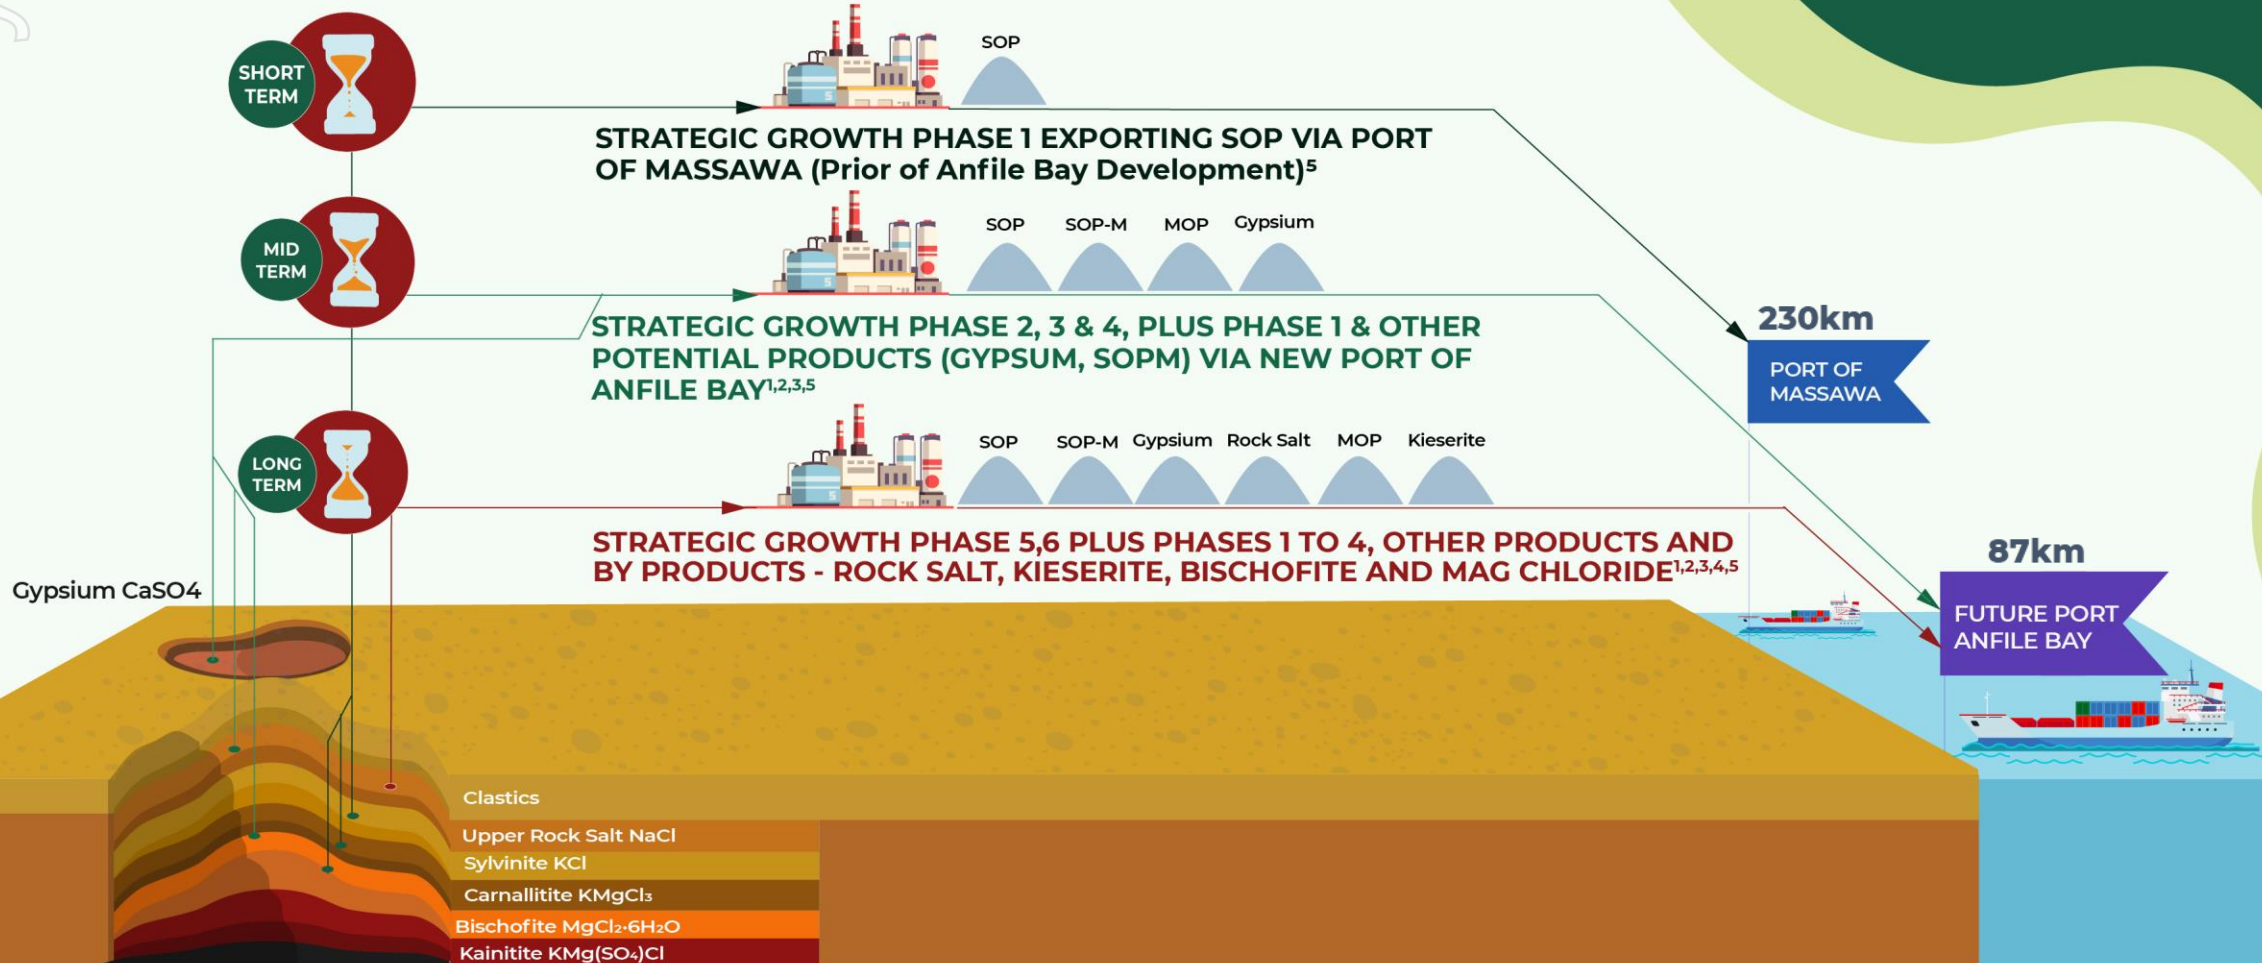 SHORT
TERM
SOP
STRATEGIC GROWTH PHASE 1 EXPORTING SOP VIA PORT
OF MASSAWA (Prior of Anfile Bay Development)⁵
MID
TERM
SOP SOP-M MOP Gypsium
STRATEGIC GROWTH PHASE 2, 3 & 4, PLUS PHASE 1 & OTHER
POTENTIAL PRODUCTS (GYPSUM, SOPM) VIA NEW PORT OF
ANFILE BAY¹,²,³,⁵
230km
PORT OF
MASSAWA
LONG
TERM
SOP SOP-M Gypsium Rock Salt MOP Kieserite
STRATEGIC GROWTH PHASE 5,6 PLUS PHASES 1 TO 4, OTHER PRODUCTS AND
BY PRODUCTS - ROCK SALT, KIESERITE, BISCHOFITE AND MAG CHLORIDE¹,²,³,⁴,⁵
87km
FUTURE PORT
ANFILE BAY
Gypsium CaSO4
Clastics
Upper Rock Salt NaCl
Sylvinite KCl
Carnallitite KMgCl₃
Bischofite MgCl₂·6H₂O
Kainitite KMg(SO₄)Cl